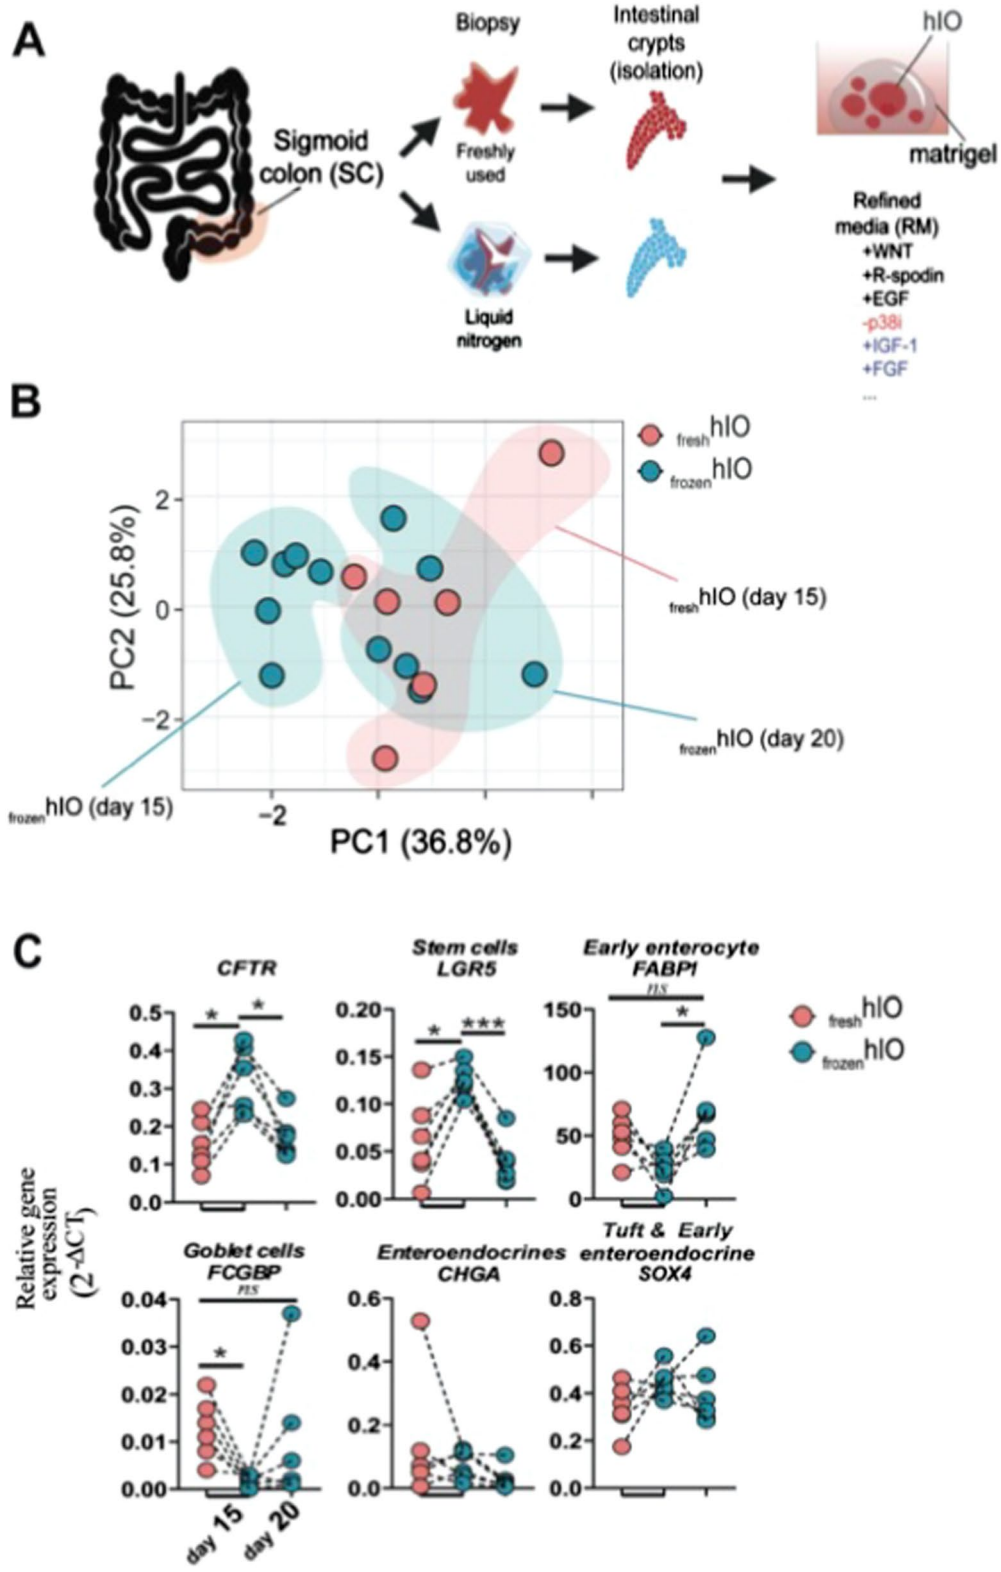 A
Biopsy
Intestinal
crypts
(isolation)
hIO
Sigmoid
colon (SC)
Freshly
used
matrigel
Liquid
nitrogen
Refined
media (RM)
+WNT
+R-spodin
+EGF
-p38i
+IGF-1
+FGF
...
B
freshhIO
frozenhIO
PC2 (25.8%)
2
0
−2
freshhIO (day 15)
frozenhIO (day 20)
frozenhIO (day 15)
−2
PC1 (36.8%)
C
Relative gene
expression
(2-ΔCT)
CFTR
* *
0.5
0.4
0.3
0.2
0.1
0.0
Stem cells
LGR5
* ***
0.20
0.15
0.10
0.05
0.00
Early enterocyte
FABP1
ns
*
150
100
50
0
freshhIO
frozenhIO
Goblet cells
FCGBP
ns
*
0.04
0.03
0.02
0.01
0.00
day 15
day 20
Enteroendocrines
CHGA
0.6
0.4
0.2
0.0
Tuft & Early
enteroendocrine
SOX4
0.8
0.6
0.4
0.2
0.0